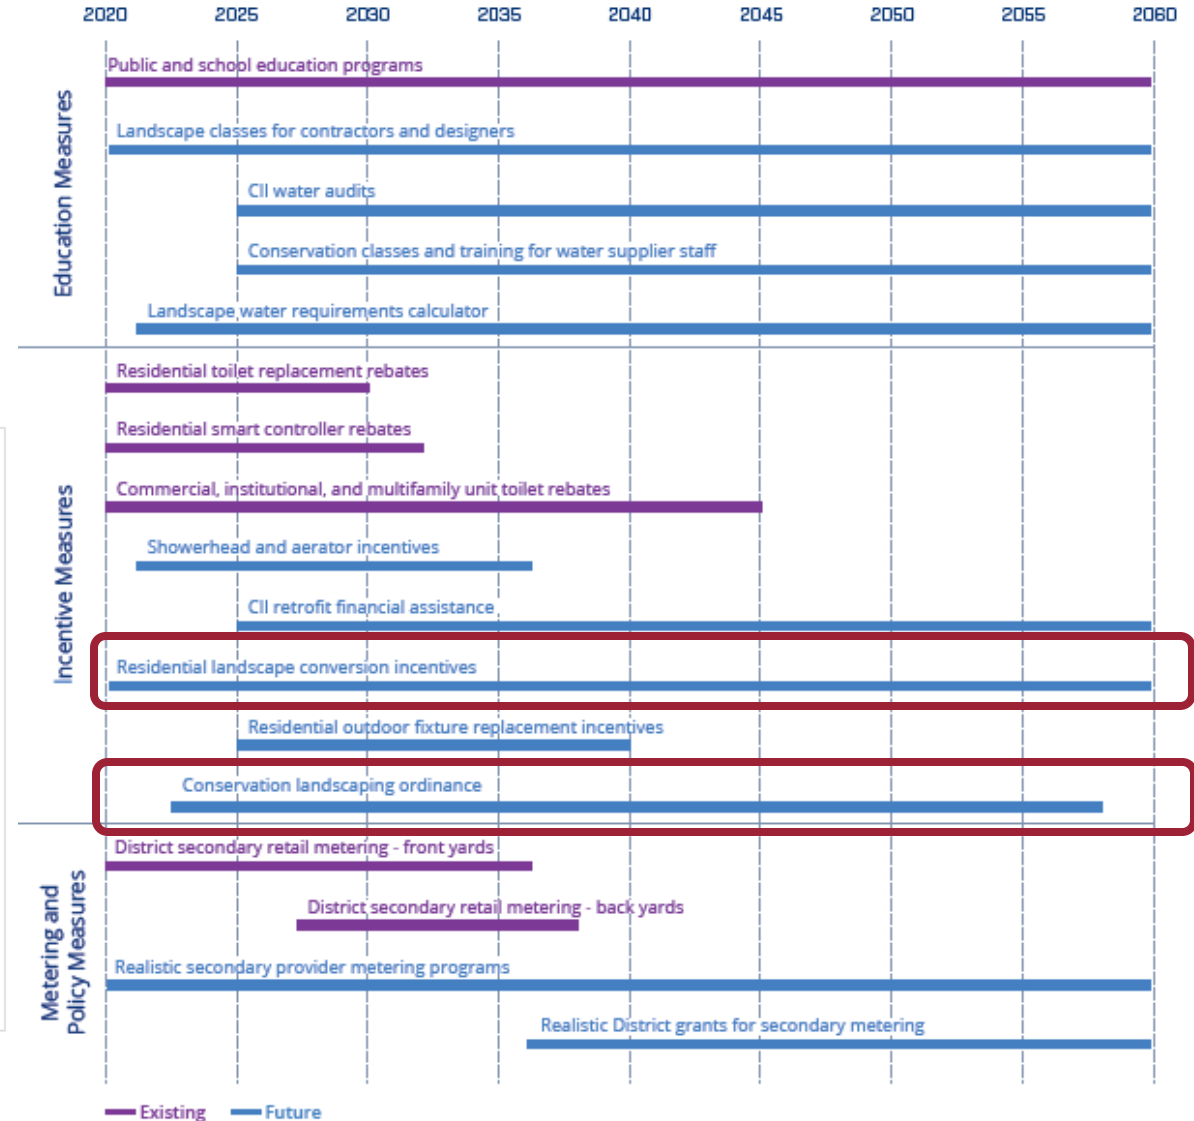 2020 2025 2030 2035 2040 2045 2050 2055 2060
Education Measures
Public and school education programs
Landscape classes for contractors and designers
CII water audits
Conservation classes and training for water supplier staff
Landscape water requirements calculator
Incentive Measures
Residential toilet replacement rebates
Residential smart controller rebates
Commercial, institutional, and multifamily unit toilet rebates
Showerhead and aerator incentives
CII retrofit financial assistance
Residential landscape conversion incentives
Residential outdoor fixture replacement incentives
Conservation landscaping ordinance
Metering and
Policy Measures
District secondary retail metering - front yards
District secondary retail metering - back yards
Realistic secondary provider metering programs
Realistic District grants for secondary metering
Existing Future